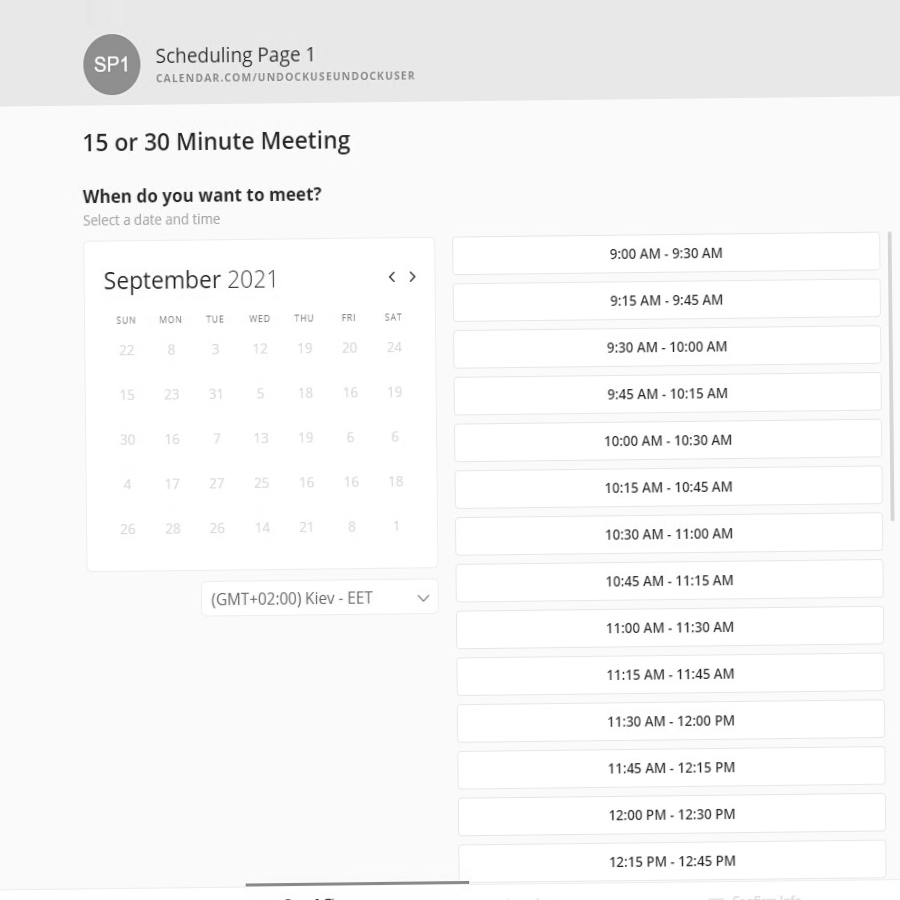 SP1
Scheduling Page 1
CALENDAR.COM/UNDOCKUSEUNDOCKUSER
15 or 30 Minute Meeting
When do you want to meet?
Select a date and time
September 2021
SUN MON TUE WED THU FRI SAT
22 8 3 12 19 20 24
15 23 31 5 18 16 19
30 16 7 13 19 6 6
4 17 27 25 16 16 18
26 28 26 14 21 8 1
(GMT+02:00) Kiev - EET
9:00 AM - 9:30 AM
9:15 AM - 9:45 AM
9:30 AM - 10:00 AM
9:45 AM - 10:15 AM
10:00 AM - 10:30 AM
10:15 AM - 10:45 AM
10:30 AM - 11:00 AM
10:45 AM - 11:15 AM
11:00 AM - 11:30 AM
11:15 AM - 11:45 AM
11:30 AM - 12:00 PM
11:45 AM - 12:15 PM
12:00 PM - 12:30 PM
12:15 PM - 12:45 PM
Confirm Info